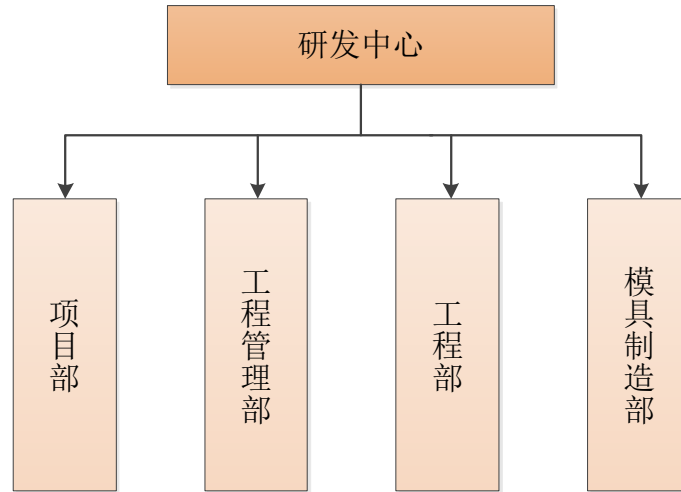 研发中心
项目部
工程管理部
工程部
模具制造部